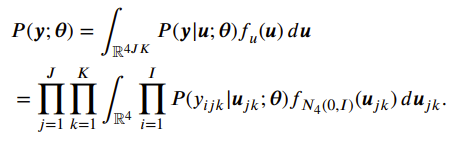 P(y; θ) = ∫_{ℝ^{4JK}} P(y|u; θ) f_u(u) du
= ∏_{j=1}^{J} ∏_{k=1}^{K} ∫_{ℝ^4} ∏_{i=1}^{I} P(y_{ijk}|u_{jk}; θ) f_{N_4(0,I)}(u_{jk}) du_{jk}.